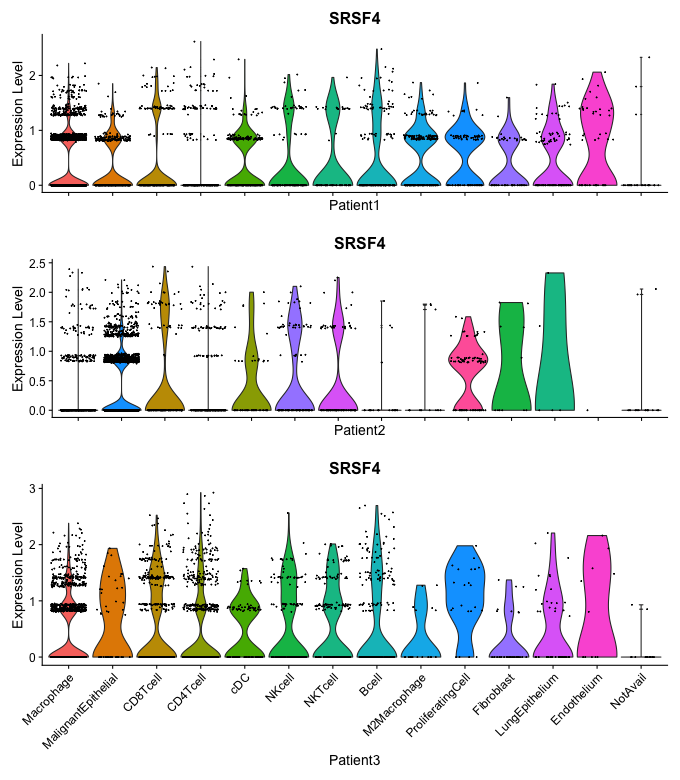 SRSF4
Expression Level
2
1
0
Patient1
SRSF4
Expression Level
2.5
2.0
1.5
1.0
0.5
0.0
Patient2
SRSF4
Expression Level
3
2
1
0
Macrophage
MalignantEpithelial
CD8Tcell
CD4Tcell
cDC
NKcell
NKTcell
Bcell
M2Macrophage
ProliferatingCell
Fibroblast
LungEpithelium
Endothelium
NotAvail
Patient3